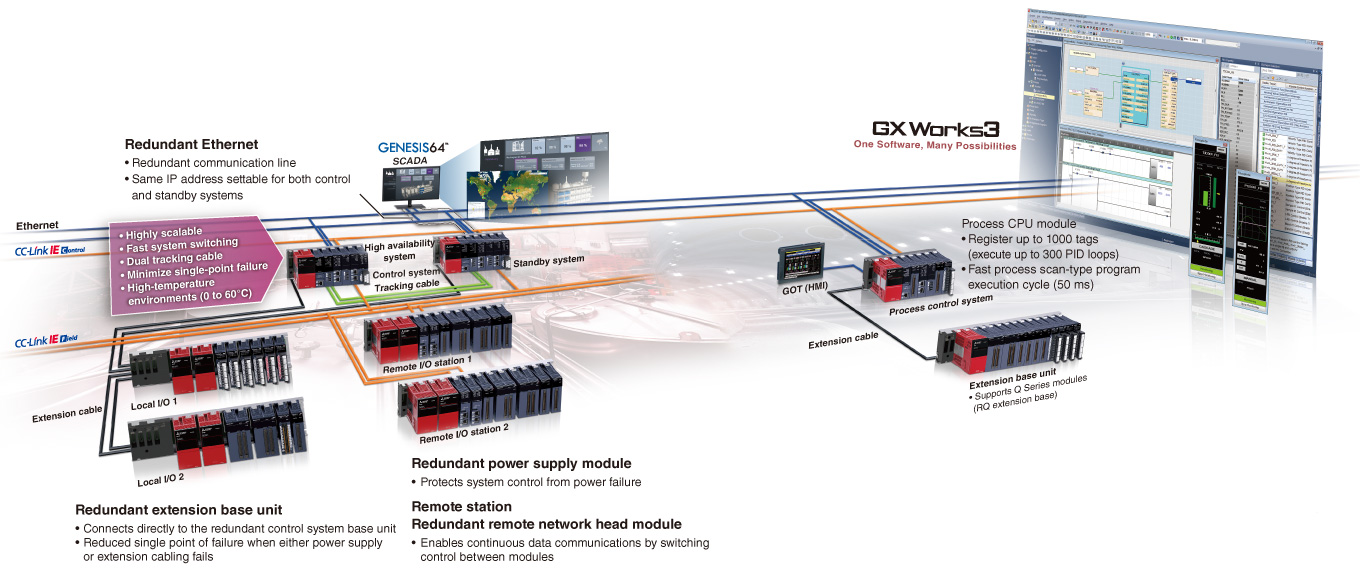 Redundant Ethernet
• Redundant communication line
• Same IP address settable for both control
and standby systems
GENESIS64™
SCADA
GX Works3
One Software, Many Possibilities
Ethernet
CC-Link IE Control
• Highly scalable
• Fast system switching
• Dual tracking cable
• Minimize single-point failure
• High-temperature
environments (0 to 60°C)
High availability
system
Control system
Tracking cable
Standby system
GOT (HMI)
Process CPU module
• Register up to 1000 tags
(execute up to 300 PID loops)
• Fast process scan-type program
execution cycle (50 ms)
Process control system
Extension cable
Extension base unit
• Supports Q Series modules
(RQ extension base)
CC-Link IE Field
Remote I/O station 1
Remote I/O station 2
Extension cable
Local I/O 1
Local I/O 2
Redundant extension base unit
• Connects directly to the redundant control system base unit
• Reduced single point of failure when either power supply
or extension cabling fails
Redundant power supply module
• Protects system control from power failure
Remote station
Redundant remote network head module
• Enables continuous data communications by switching
control between modules